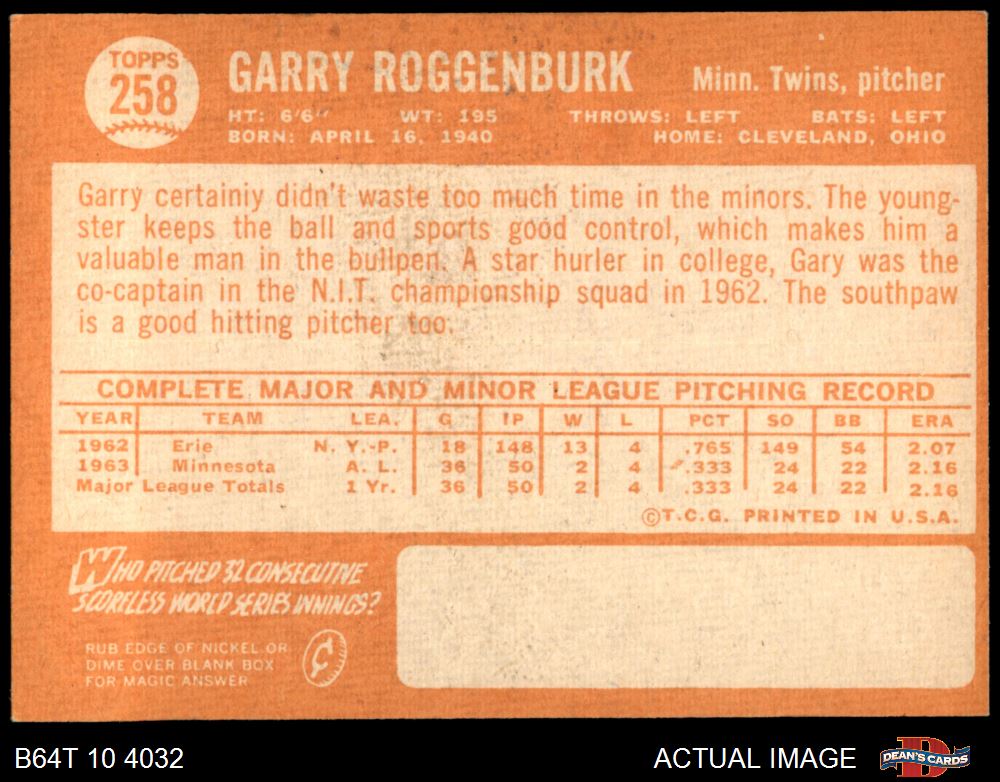 TOPPS
258
GARRY ROGGENBURK
Minn. Twins, pitcher
HT: 6'6" WT: 195 THROWS: LEFT BATS: LEFT
BORN: APRIL 16, 1940 HOME: CLEVELAND, OHIO
Garry certainiy didn't waste too much time in the minors. The young-
ster keeps the ball and sports good control, which makes him a
valuable man in the bullpen. A star hurler in college, Gary was the
co-captain in the N.I.T. championship squad in 1962. The southpaw
is a good hitting pitcher too.
COMPLETE MAJOR AND MINOR LEAGUE PITCHING RECORD
YEAR TEAM LEA. G IP W L PCT SO BB ERA
1962 Erie N. Y.-P. 18 148 13 4 .765 149 54 2.07
1963 Minnesota A. L. 36 50 2 4 .333 24 22 2.16
Major League Totals 1 Yr. 36 50 2 4 .333 24 22 2.16
©T.C.G. PRINTED IN U.S.A.
WHO PITCHED 32 CONSECUTIVE
SCORELESS WORLD SERIES INNINGS?
RUB EDGE OF NICKEL OR
DIME OVER BLANK BOX
FOR MAGIC ANSWER
¢
B64T 10 4032
ACTUAL IMAGE
D
DEAN'S CARDS